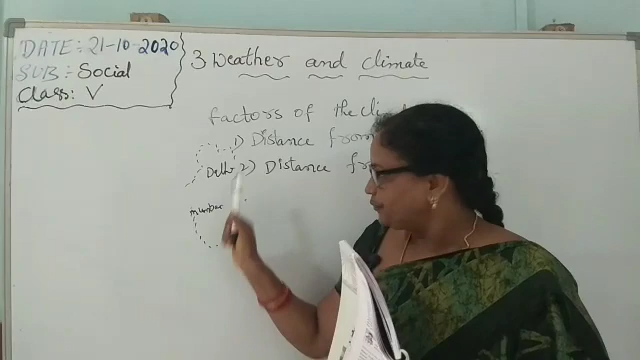 DATE :- 21-10-2020
SUB :- Social
Class: V
3 Weather and Climate
factors of the
1) Distance from
2) Distance
Delhi